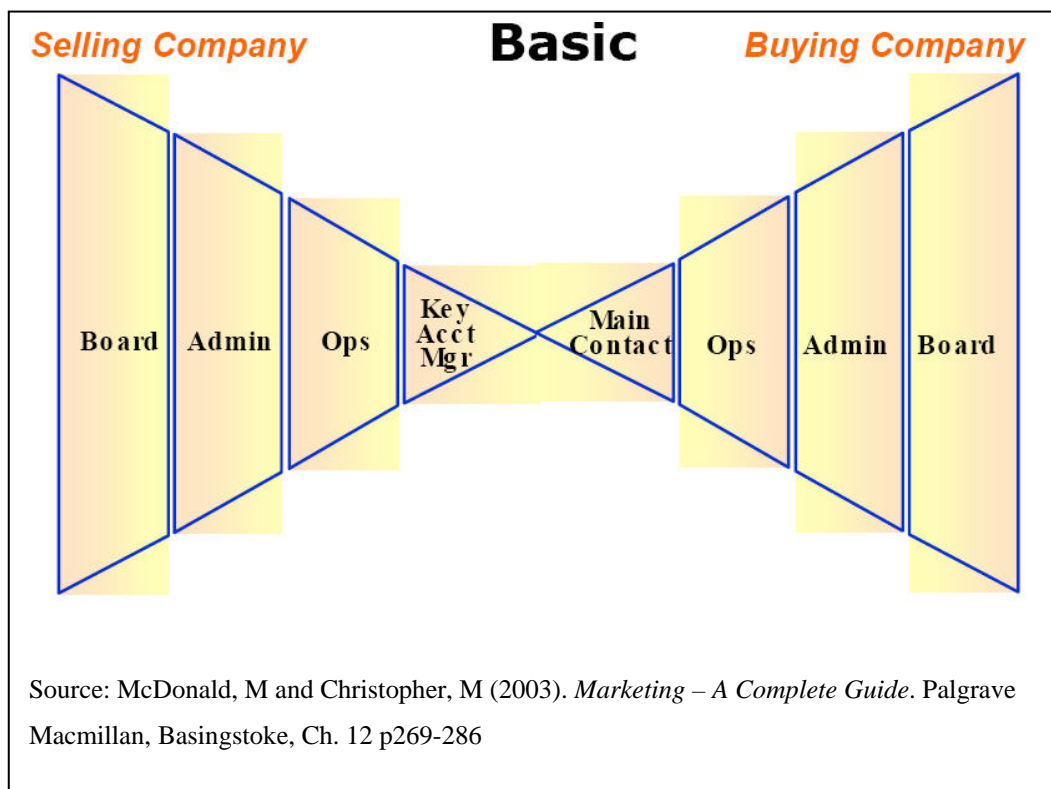 Selling Company
Basic
Buying Company
Board
Admin
Ops
Key
Acct
Mgr
Main
Contact
Ops
Admin
Board
Source: McDonald, M and Christopher, M (2003). Marketing – A Complete Guide. Palgrave
Macmillan, Basingstoke, Ch. 12 p269-286